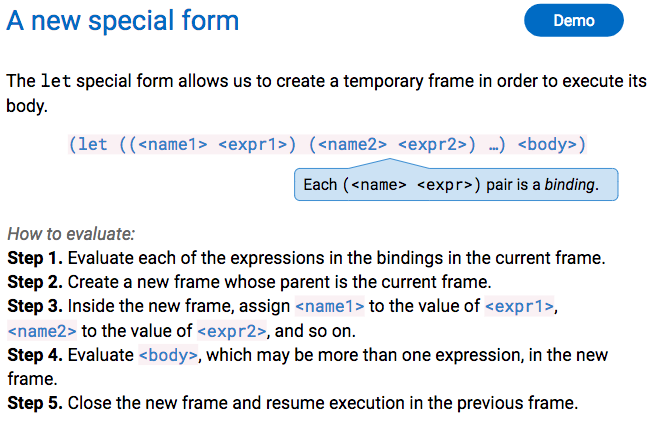 A new special form
Demo
The let special form allows us to create a temporary frame in order to execute its
body.
(let ((<name1> <expr1>) (<name2> <expr2>) …) <body>)
Each (<name> <expr>) pair is a binding.
How to evaluate:
Step 1. Evaluate each of the expressions in the bindings in the current frame.
Step 2. Create a new frame whose parent is the current frame.
Step 3. Inside the new frame, assign <name1> to the value of <expr1>,
<name2> to the value of <expr2>, and so on.
Step 4. Evaluate <body>, which may be more than one expression, in the new
frame.
Step 5. Close the new frame and resume execution in the previous frame.